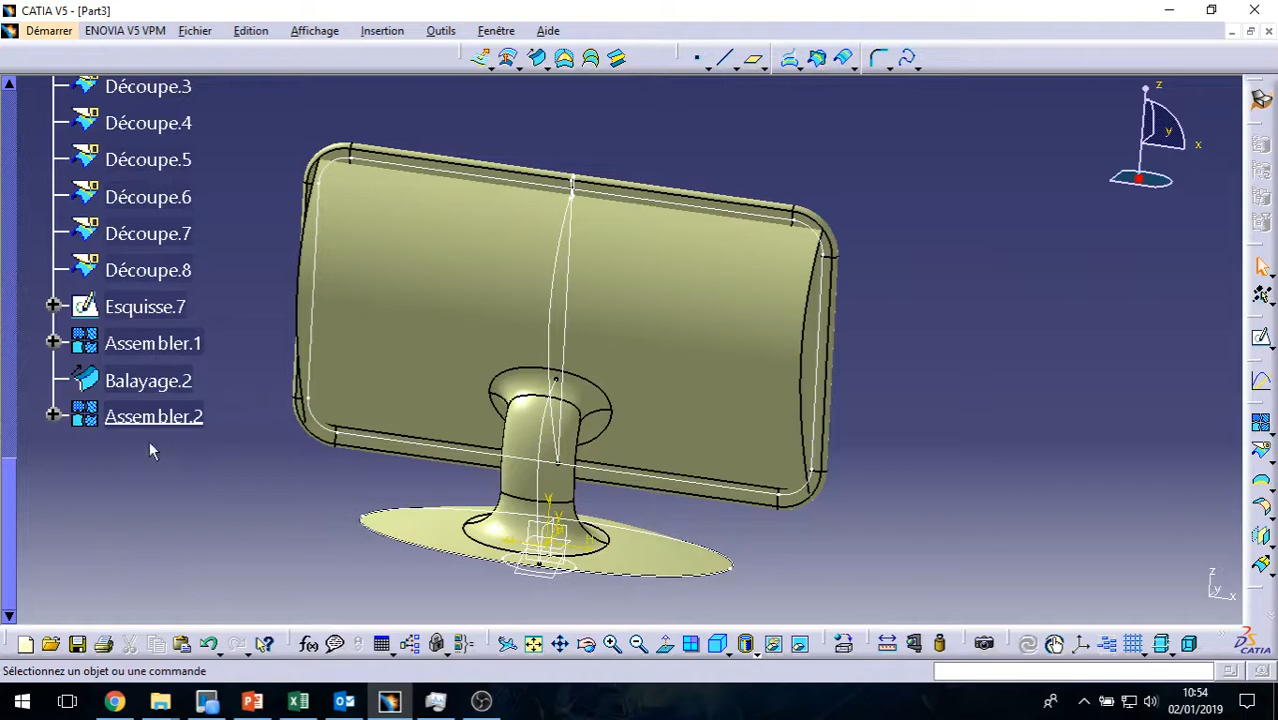 CATIA V5 - [Part3]
Démarrer ENOVIA V5 VPM Fichier Edition Affichage Insertion Outils Fenêtre Aide
Découpe.3
Découpe.4
Découpe.5
Découpe.6
Découpe.7
Découpe.8
Esquisse.7
Assembler.1
Balayage.2
Assembler.2
z
y
x
y
y
z
y x
f(x)
CATIA
Sélectionnez un objet ou une commande
10:54
02/01/2019